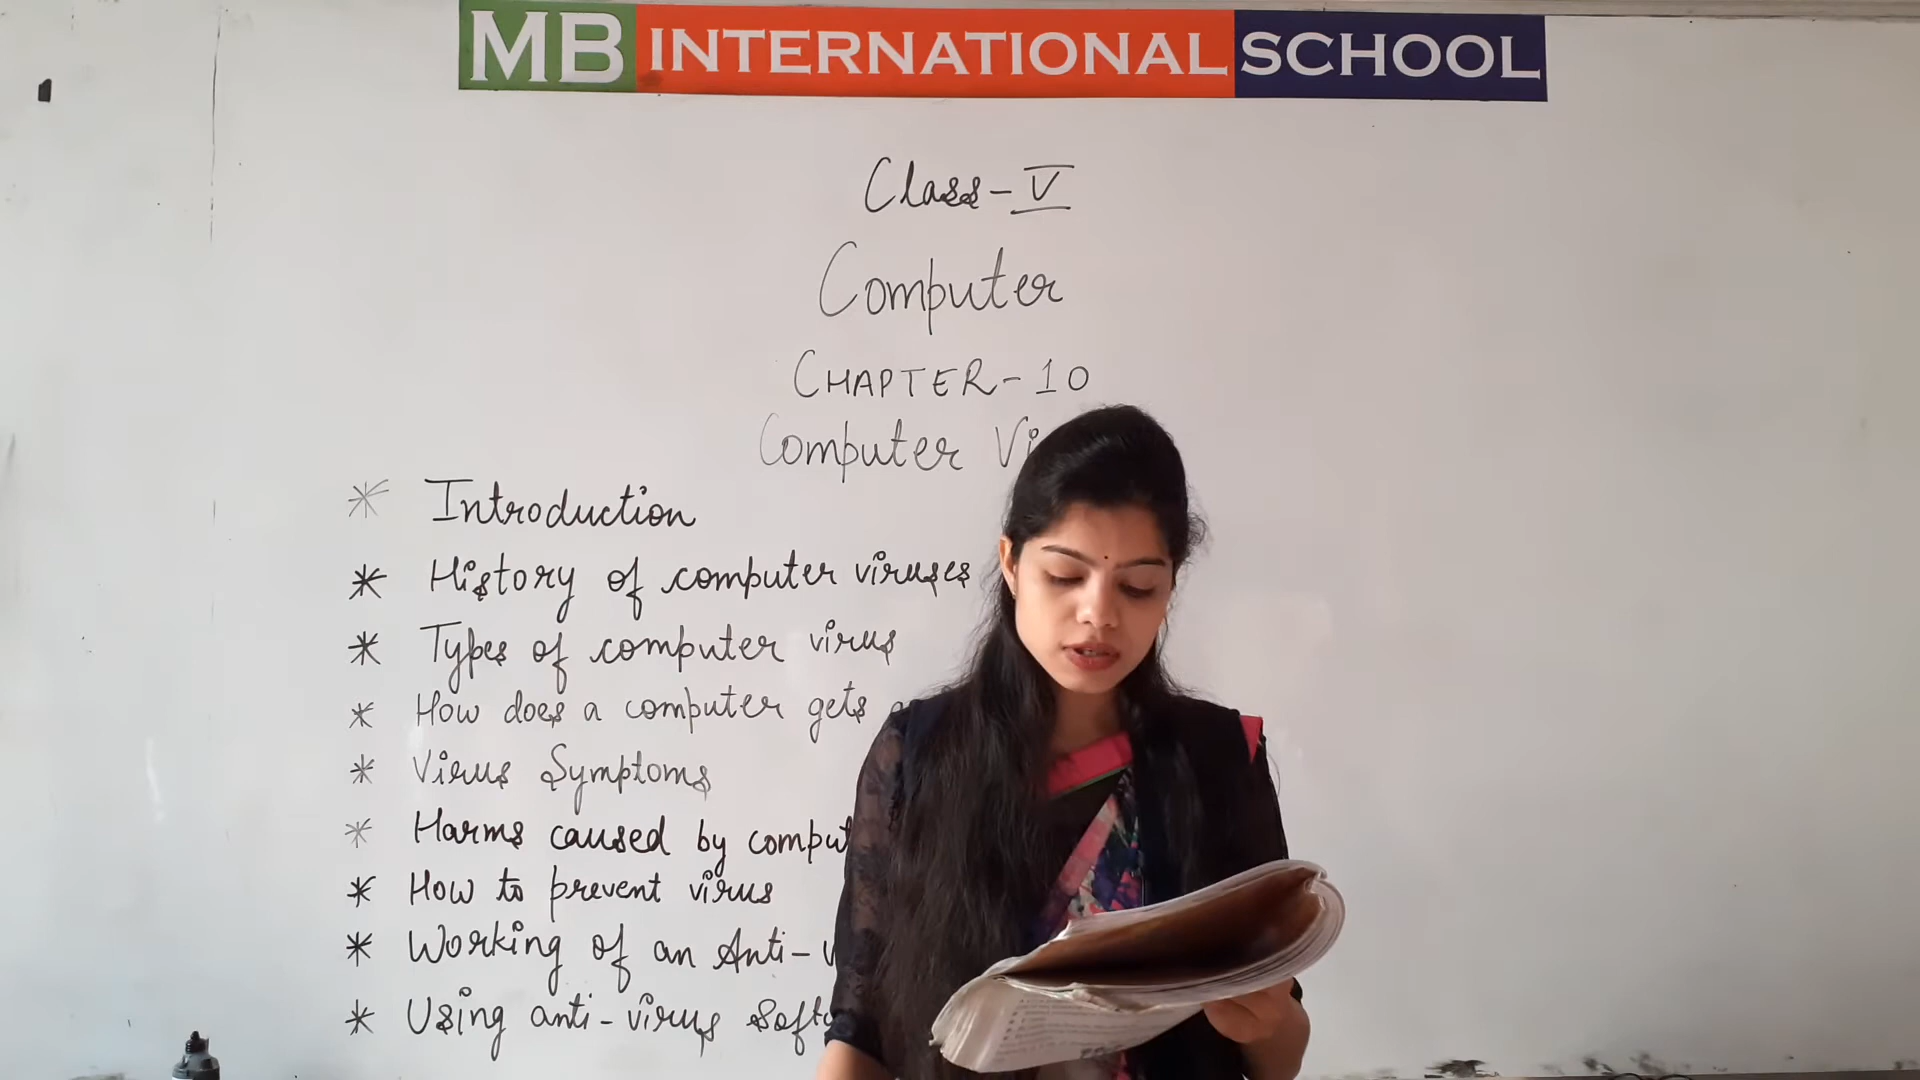 MB INTERNATIONAL SCHOOL
Class - V
Computer
CHAPTER - 10
Computer
* Introduction
* History of computer viruses
* Types of computer virus
* How does a computer gets
* Virus Symptoms
* Harms caused by
* How to prevent virus
* Working of an Anti-
* Using anti-virus